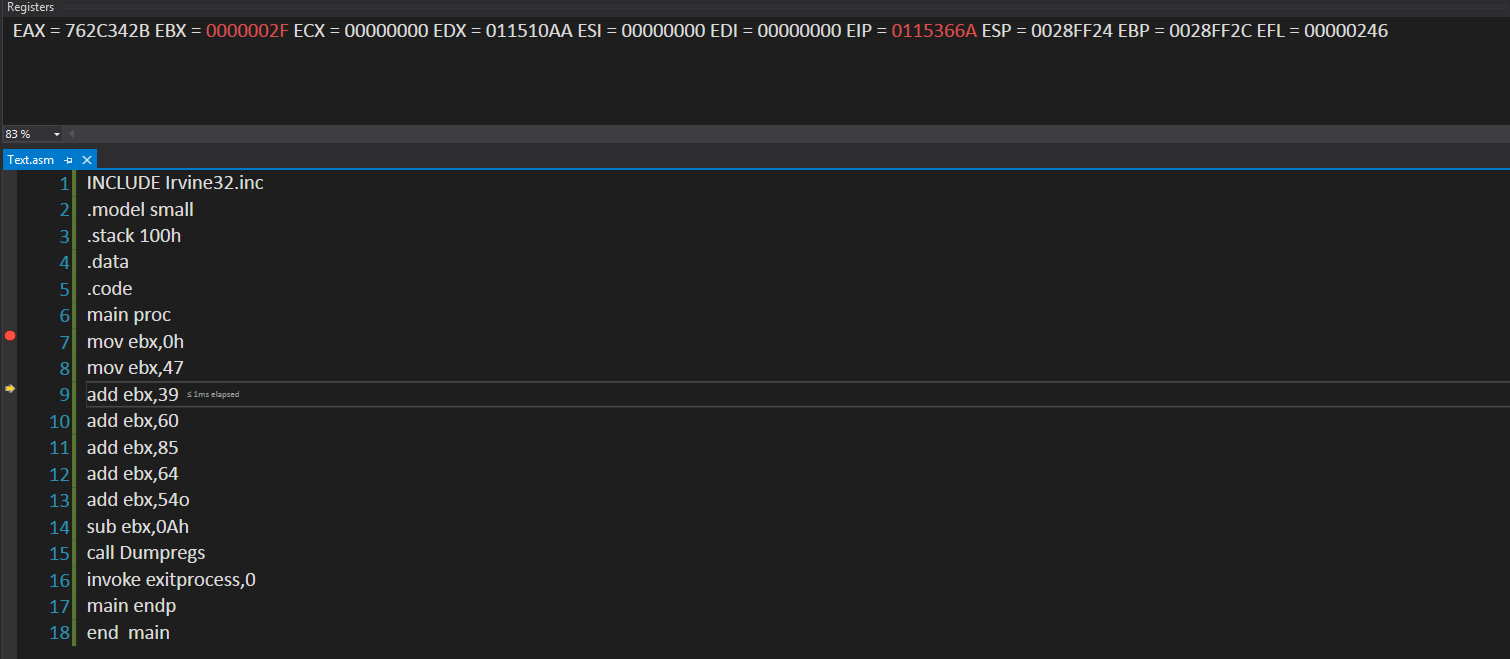 Registers
EAX = 762C342B EBX = 0000002F ECX = 00000000 EDX = 011510AA ESI = 00000000 EDI = 00000000 EIP = 0115366A ESP = 0028FF24 EBP = 0028FF2C EFL = 00000246
83 %
Text.asm
1 INCLUDE Irvine32.inc
2 .model small
3 .stack 100h
4 .data
5 .code
6 main proc
7 mov ebx,0h
8 mov ebx,47
9 add ebx,39 ≤ 1ms elapsed
10 add ebx,60
11 add ebx,85
12 add ebx,64
13 add ebx,54o
14 sub ebx,0Ah
15 call Dumpregs
16 invoke exitprocess,0
17 main endp
18 end  main